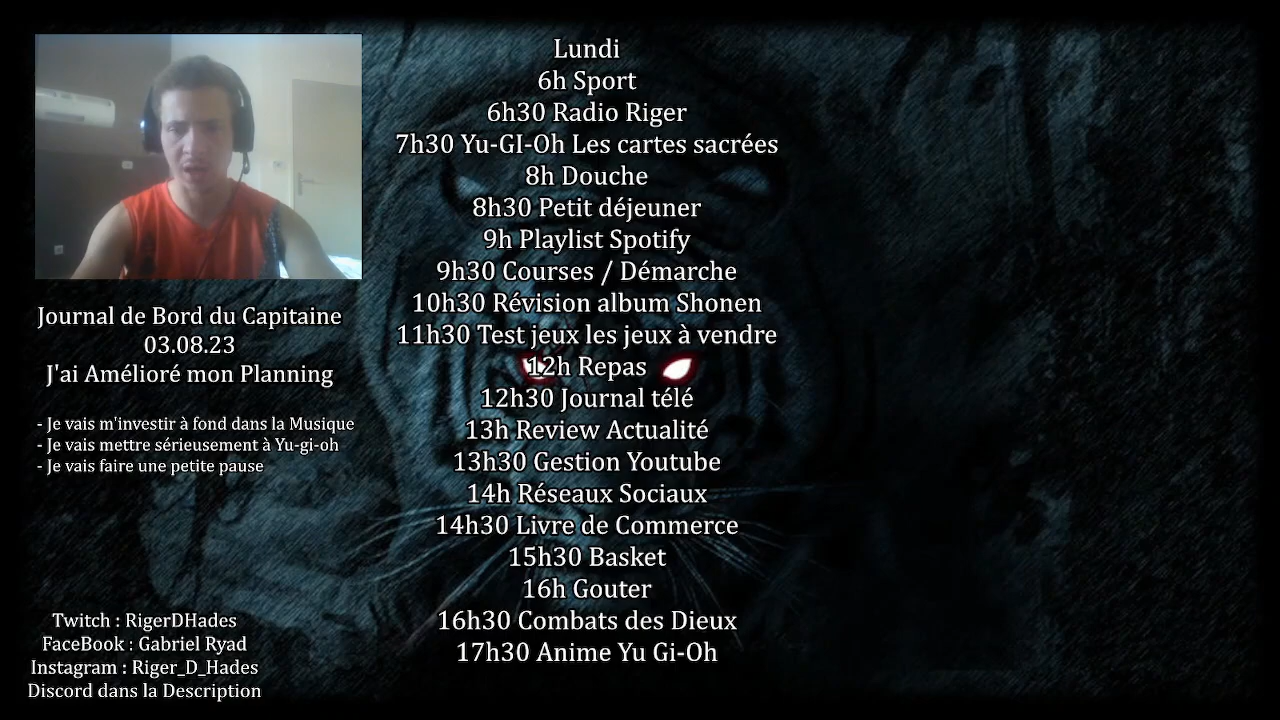 Journal de Bord du Capitaine
03.08.23
J'ai Amélioré mon Planning
- Je vais m'investir à fond dans la Musique
- Je vais mettre sérieusement à Yu-gi-oh
- Je vais faire une petite pause
Twitch : RigerDHades
FaceBook : Gabriel Ryad
Instagram : Riger_D_Hades
Discord dans la Description
Lundi
6h Sport
6h30 Radio Riger
7h30 Yu-GI-Oh Les cartes sacrées
8h Douche
8h30 Petit déjeuner
9h Playlist Spotify
9h30 Courses / Démarche
10h30 Révision album Shonen
11h30 Test jeux les jeux à vendre
12h Repas
12h30 Journal télé
13h Review Actualité
13h30 Gestion Youtube
14h Réseaux Sociaux
14h30 Livre de Commerce
15h30 Basket
16h Gouter
16h30 Combats des Dieux
17h30 Anime Yu Gi-Oh